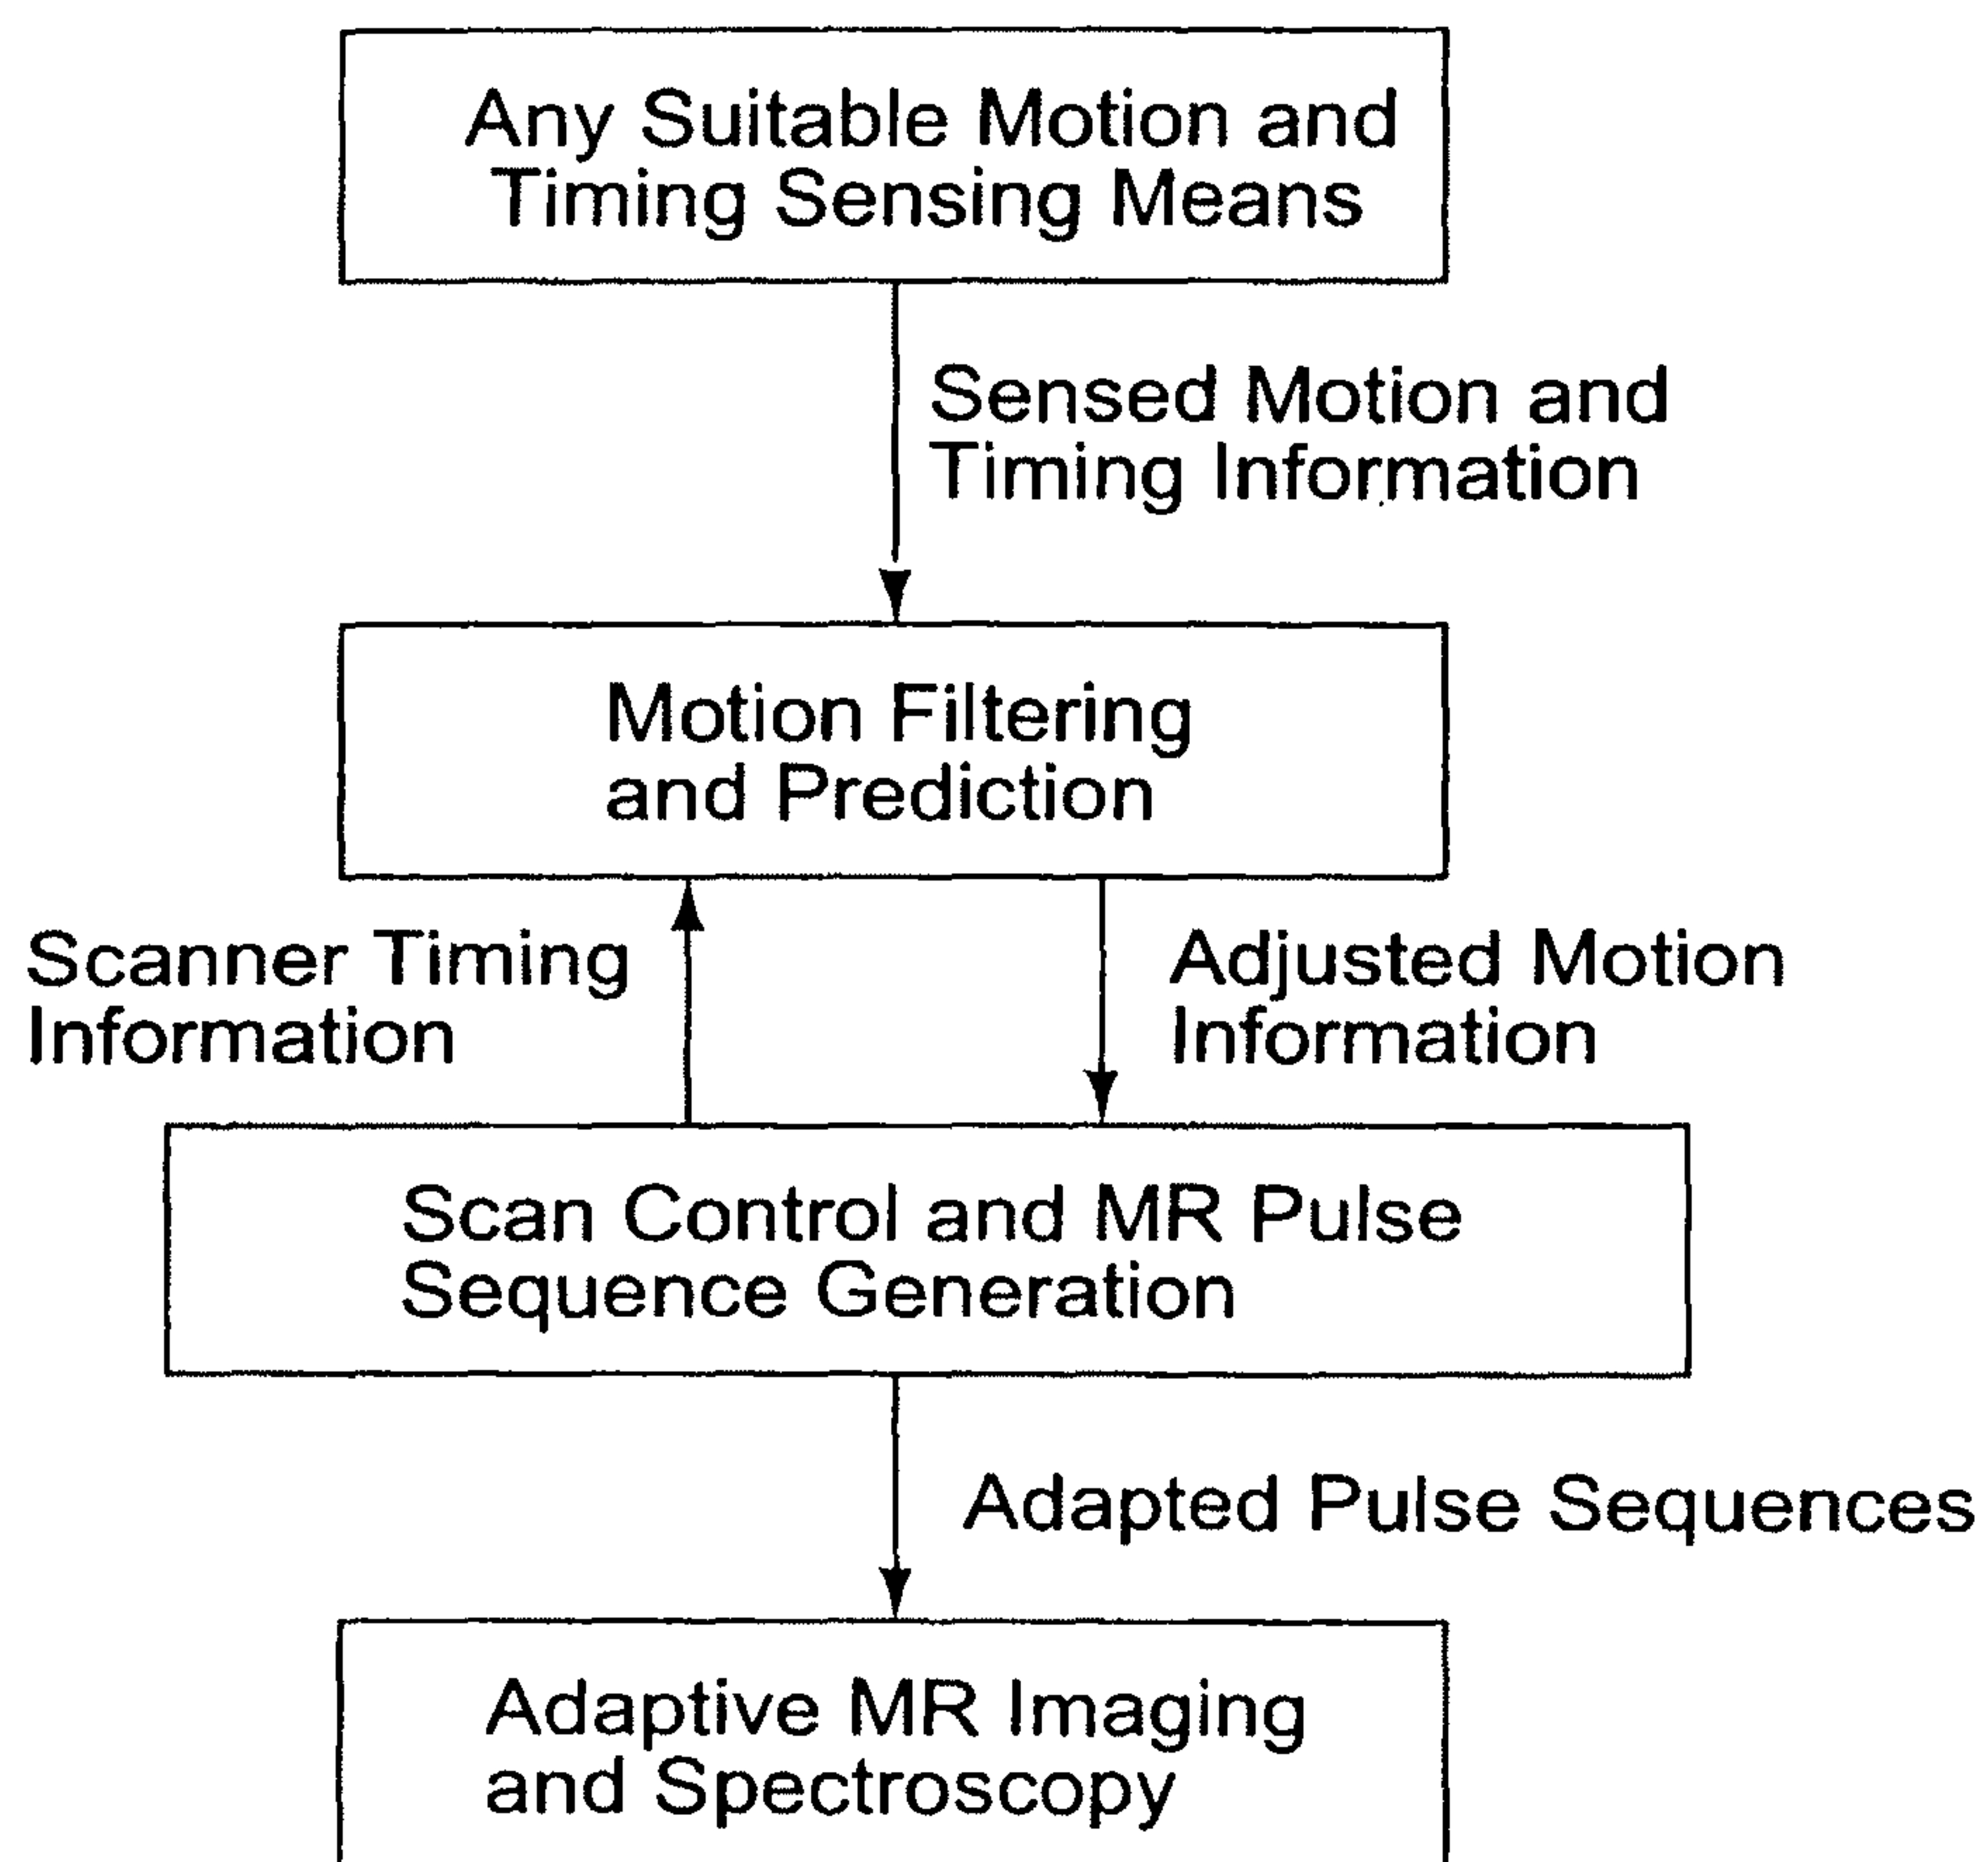 Any Suitable Motion and
Timing Sensing Means
Sensed Motion and
Timing Information
Motion Filtering
and Prediction
Scanner Timing
Information
Adjusted Motion
Information
Scan Control and MR Pulse
Sequence Generation
Adapted Pulse Sequences
Adaptive MR Imaging
and Spectroscopy